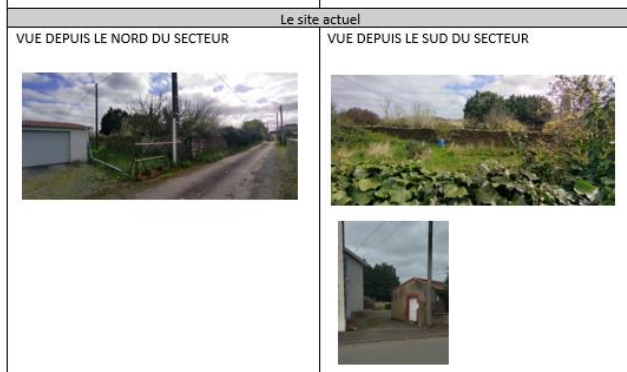 Le site actuel
VUE DEPUIS LE NORD DU SECTEUR
VUE DEPUIS LE SUD DU SECTEUR